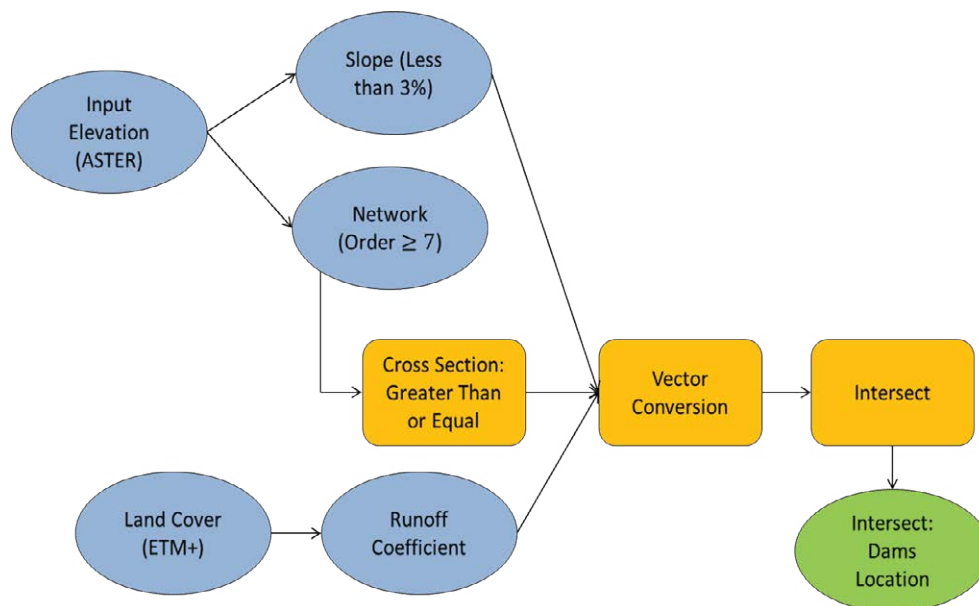 Slope (Less
than 3%)
Input
Elevation
(ASTER)
Network
(Order ≥ 7)
Cross Section:
Greater Than
or Equal
Vector
Conversion
Intersect
Land Cover
(ETM+)
Runoff
Coefficient
Intersect:
Dams
Location